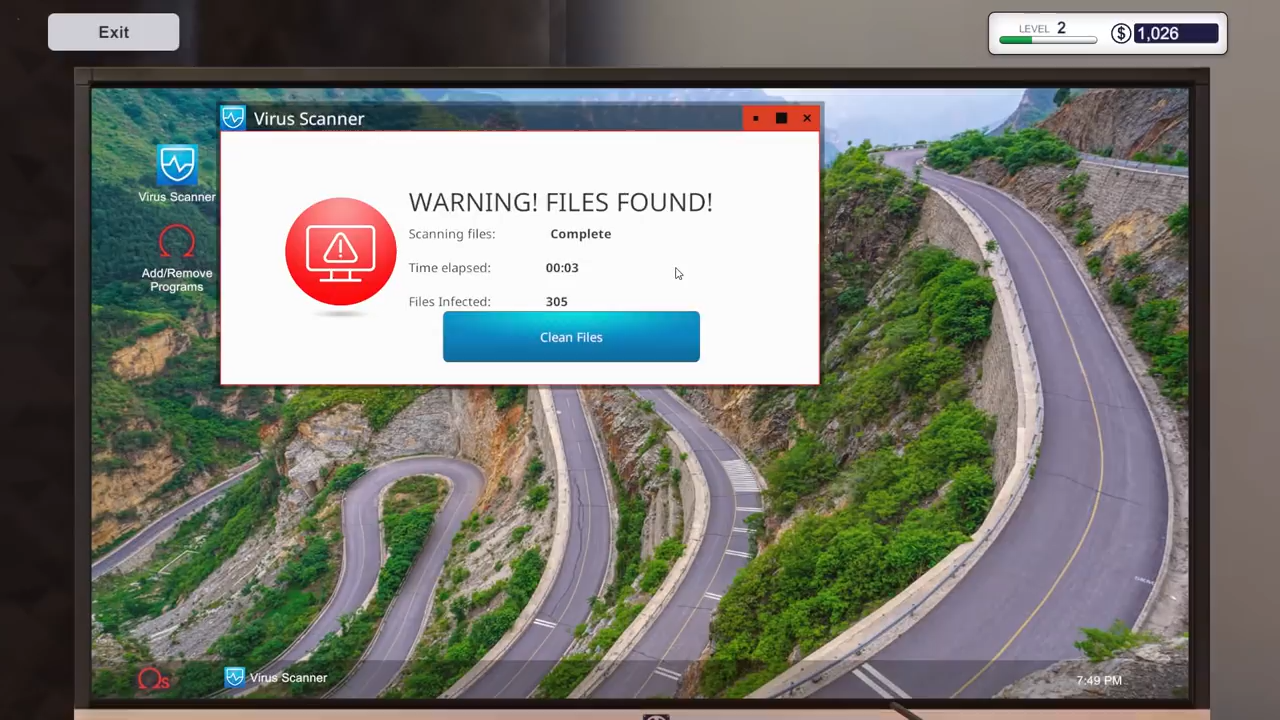 Exit
LEVEL 2
$ 1,026
Virus Scanner
Virus Scanner
Add/Remove
Programs
WARNING! FILES FOUND!
Scanning files: Complete
Time elapsed: 00:03
Files Infected: 305
Clean Files
Ωs
Virus Scanner
7:49 PM